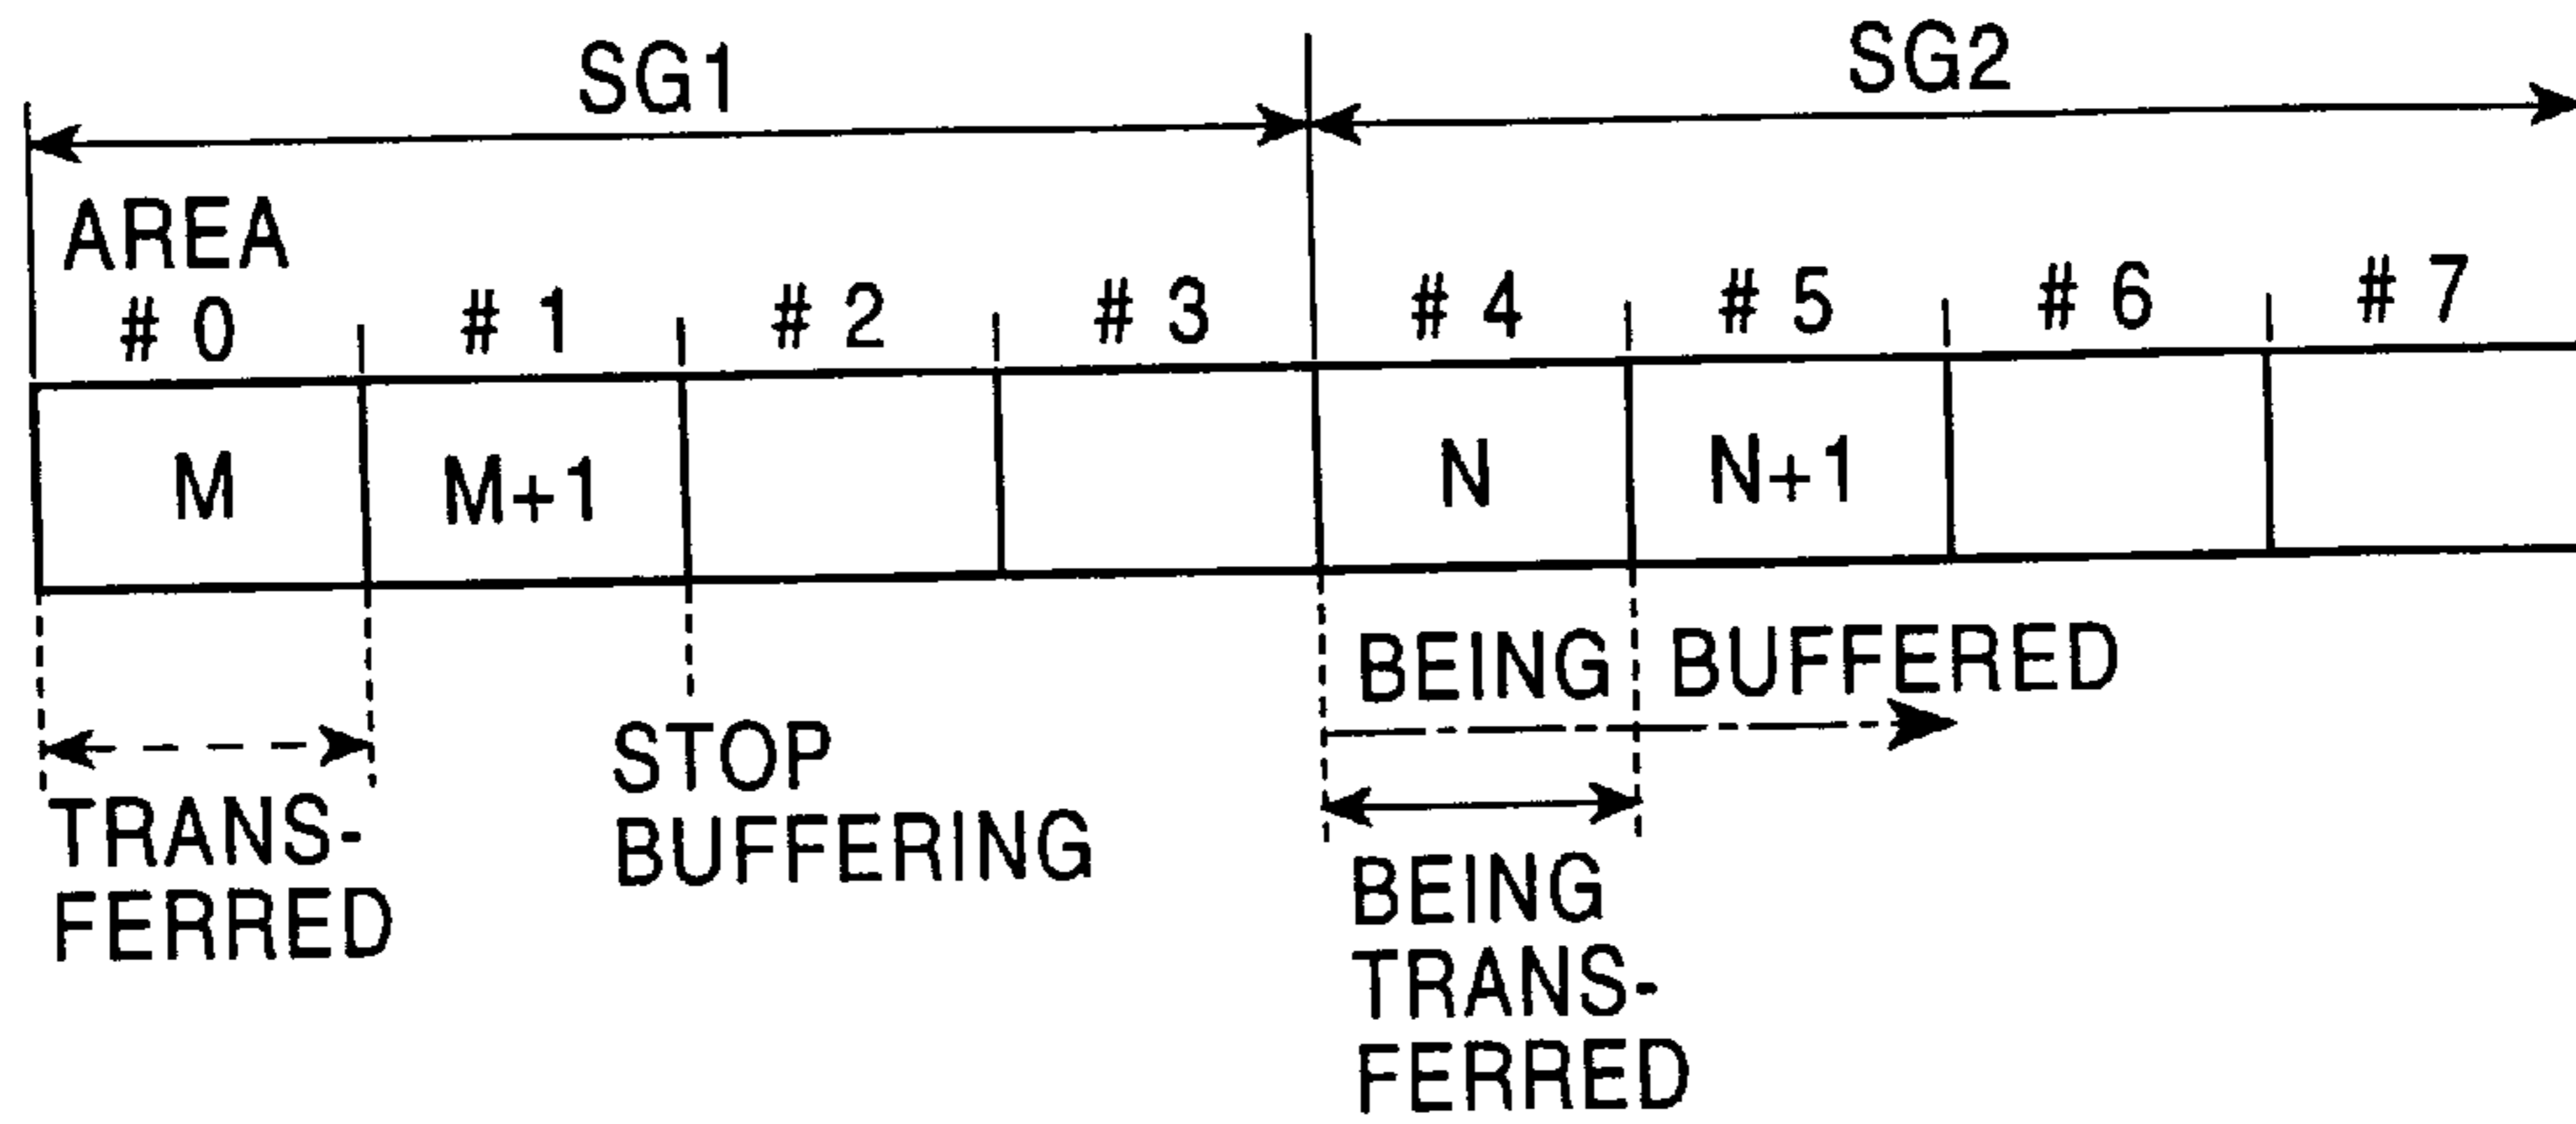 SG1 SG2
AREA
# 0 # 1 # 2 # 3 # 4 # 5 # 6 # 7
M M+1 N N+1
BEING BUFFERED
STOP
BUFFERING
TRANS-
FERRED
BEING
TRANS-
FERRED